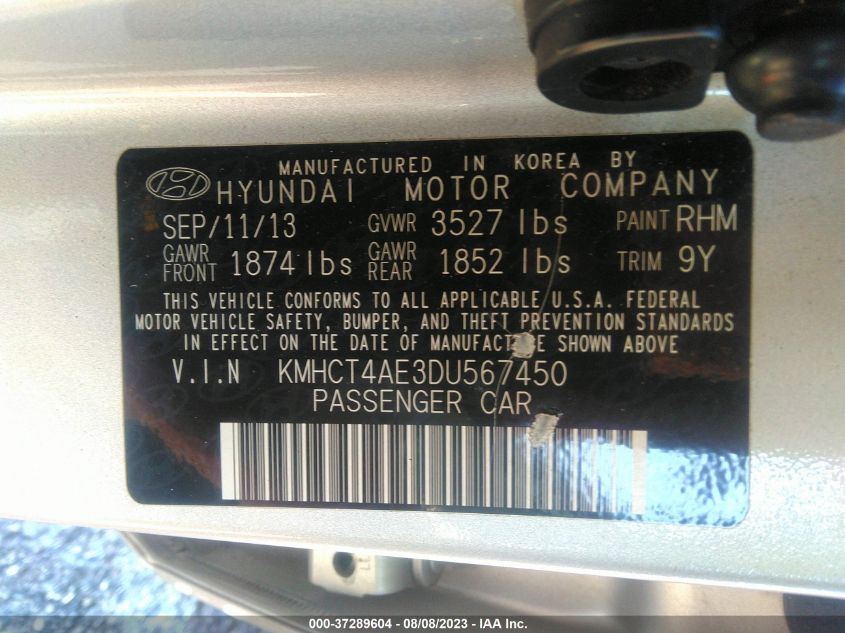 MANUFACTURED IN KOREA BY
HYUNDAI MOTOR COMPANY
SEP/11/13 GVWR 3527 lbs PAINT RHM
GAWR FRONT 1874 lbs GAWR REAR 1852 lbs TRIM 9Y
THIS VEHICLE CONFORMS TO ALL APPLICABLE U.S.A. FEDERAL
MOTOR VEHICLE SAFETY, BUMPER, AND THEFT PREVENTION STANDARDS
IN EFFECT ON THE DATE OF MANUFACTURE SHOWN ABOVE
V.I.N KMHCT4AE3DU567450
PASSENGER CAR
000-37289604 - 08/08/2023 - IAA Inc.